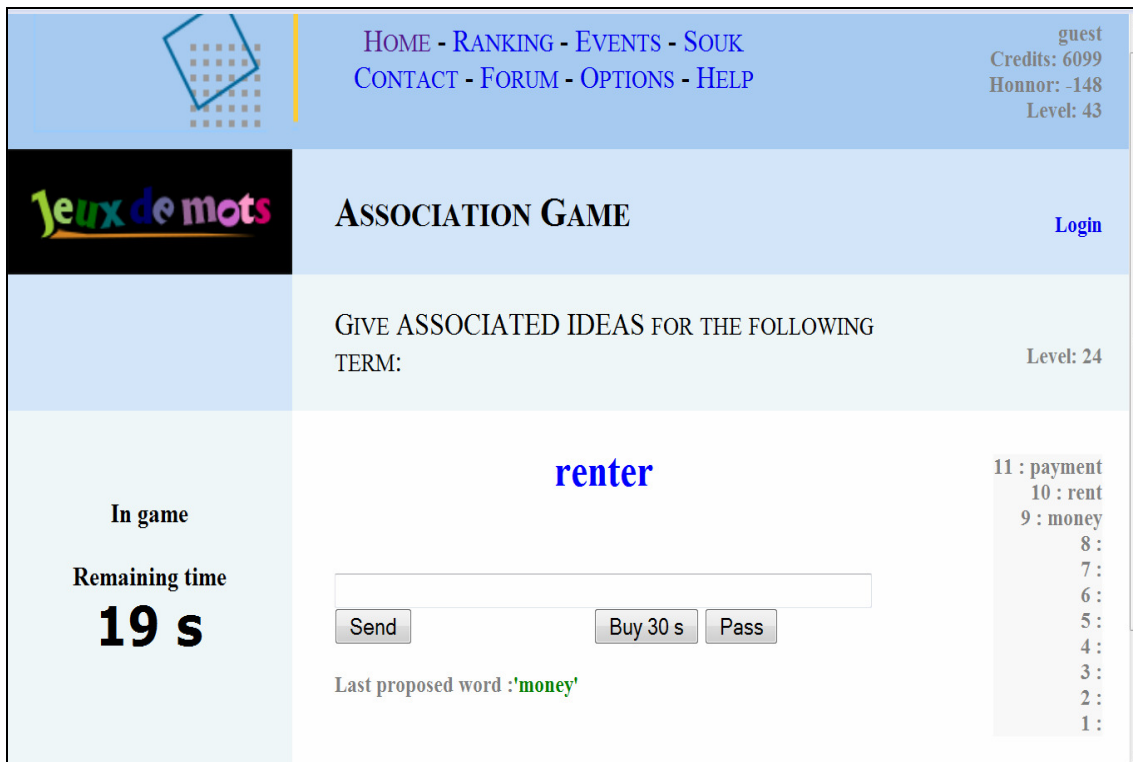 HOME - RANKING - EVENTS - SOUK
CONTACT - FORUM - OPTIONS - HELP
guest
Credits: 6099
Honnor: -148
Level: 43
Jeux de mots
ASSOCIATION GAME
Login
GIVE ASSOCIATED IDEAS FOR THE FOLLOWING
TERM:
Level: 24
In game
Remaining time
19 s
renter
Send
Buy 30 s
Pass
Last proposed word :'money'
11 : payment
10 : rent
9 : money
8 :
7 :
6 :
5 :
4 :
3 :
2 :
1 :